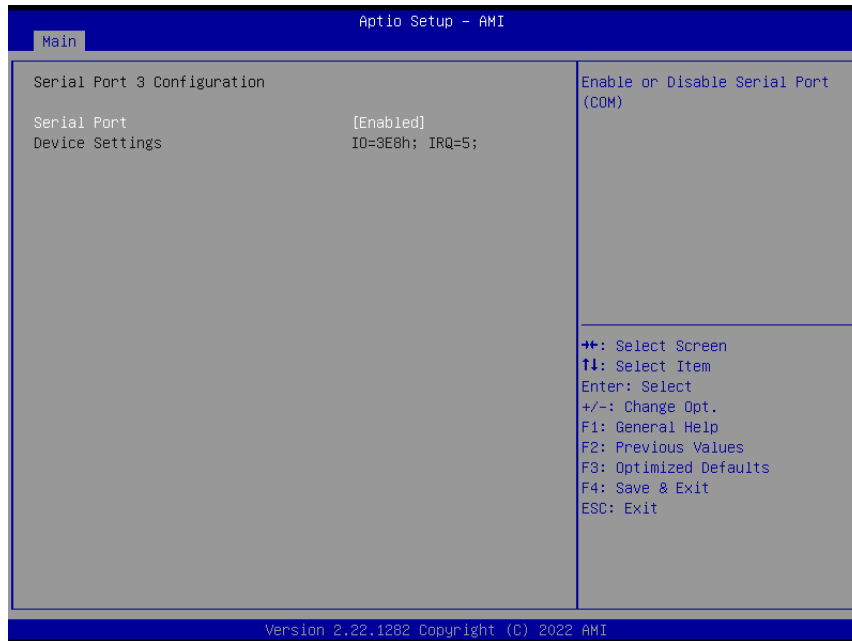 Aptio Setup – AMI
Main
Serial Port 3 Configuration
Serial Port [Enabled]
Device Settings IO=3E8h; IRQ=5;
Enable or Disable Serial Port
(COM)
→←: Select Screen
↑↓: Select Item
Enter: Select
+/-: Change Opt.
F1: General Help
F2: Previous Values
F3: Optimized Defaults
F4: Save & Exit
ESC: Exit
Version 2.22.1282 Copyright (C) 2022 AMI